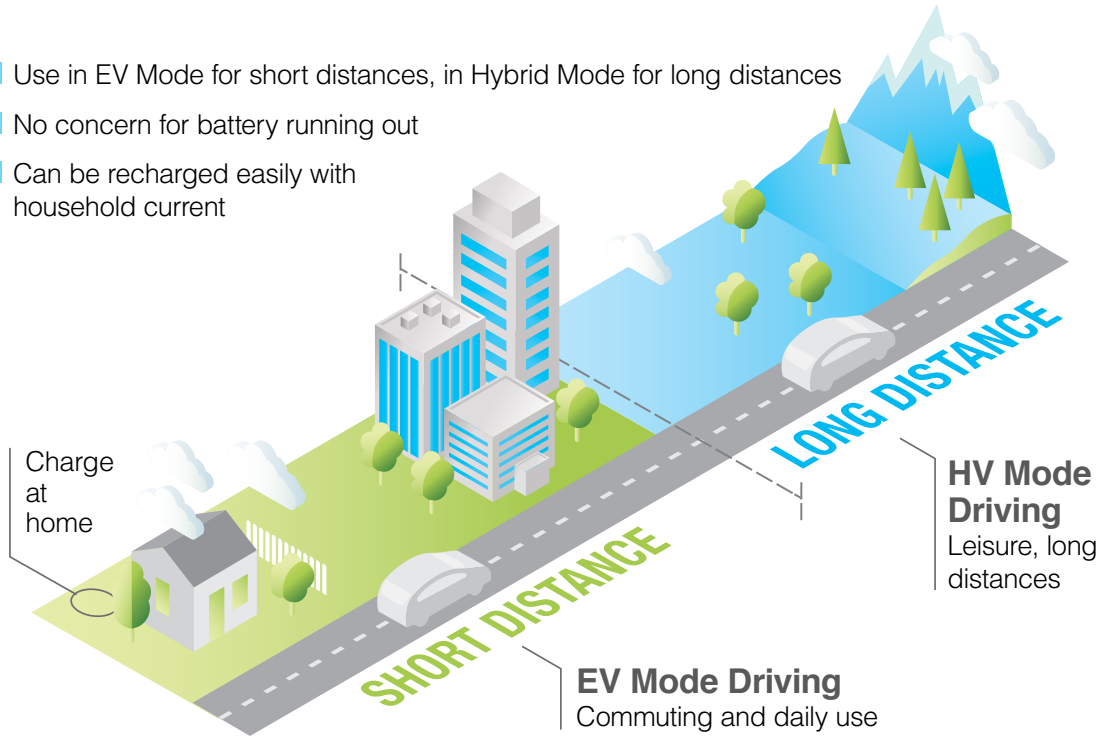 Use in EV Mode for short distances, in Hybrid Mode for long distances
No concern for battery running out
Can be recharged easily with
household current
Charge
at
home
LONG DISTANCE
HV Mode
Driving
Leisure, long
distances
SHORT DISTANCE
EV Mode Driving
Commuting and daily use